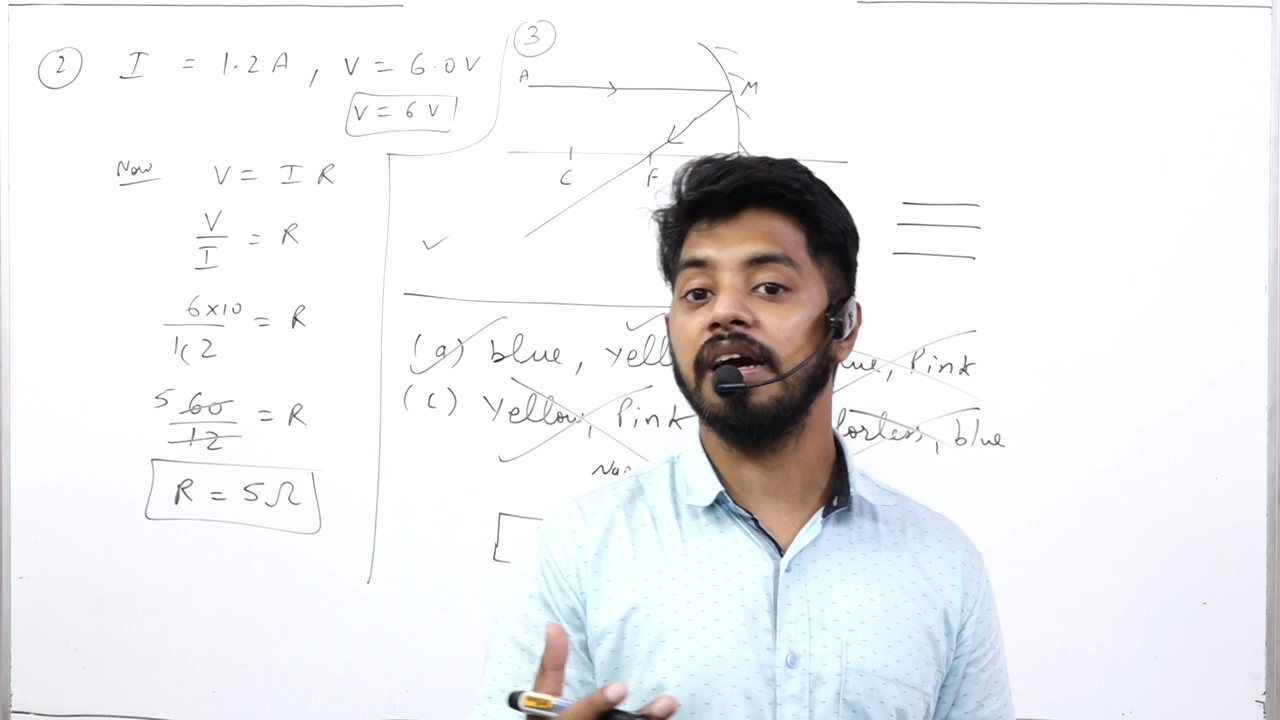 ② I = 1.2 A , V = 6.0 V
V = 6 V
Now V = I R
V/I = R
6×10/12 = R
5 60/12 = R
R = 5 Ω
③
A
M
C F
(a) blue, Pink
(c) Yellow, Pink blue